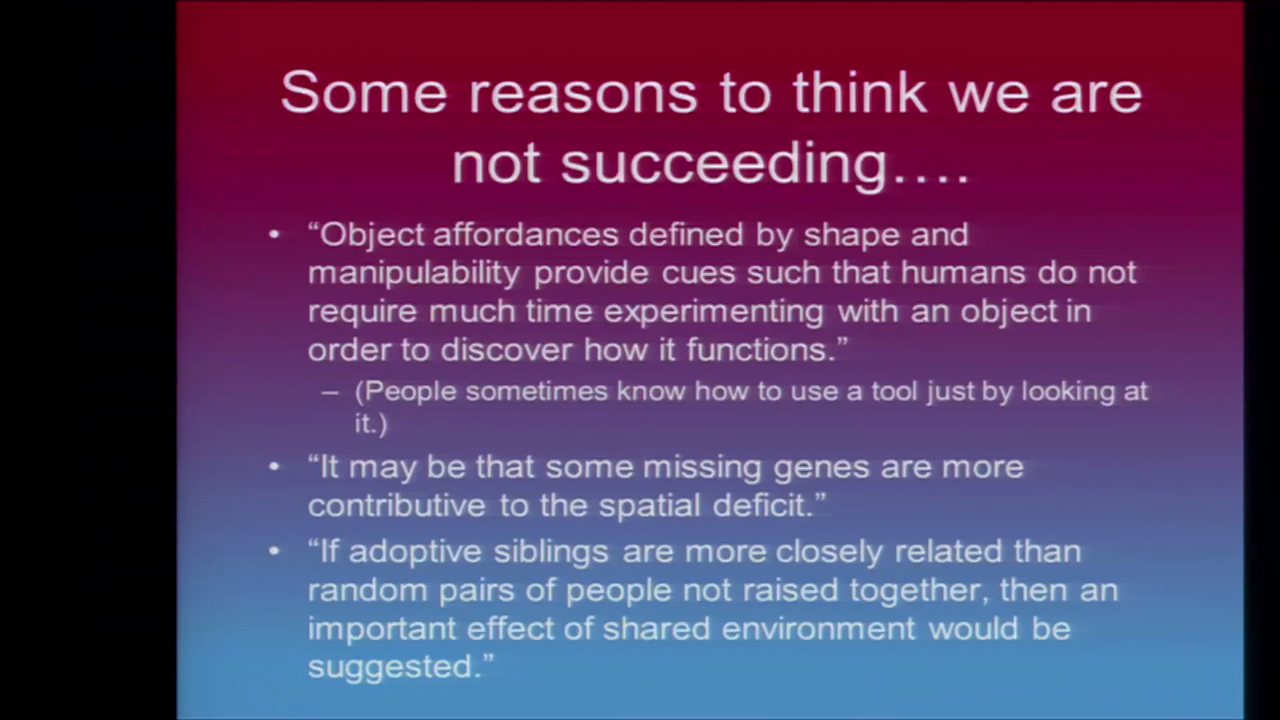 Some reasons to think we are
not succeeding….
• “Object affordances defined by shape and
manipulability provide cues such that humans do not
require much time experimenting with an object in
order to discover how it functions.”
– (People sometimes know how to use a tool just by looking at
it.)
• “It may be that some missing genes are more
contributive to the spatial deficit.”
• “If adoptive siblings are more closely related than
random pairs of people not raised together, then an
important effect of shared environment would be
suggested.”